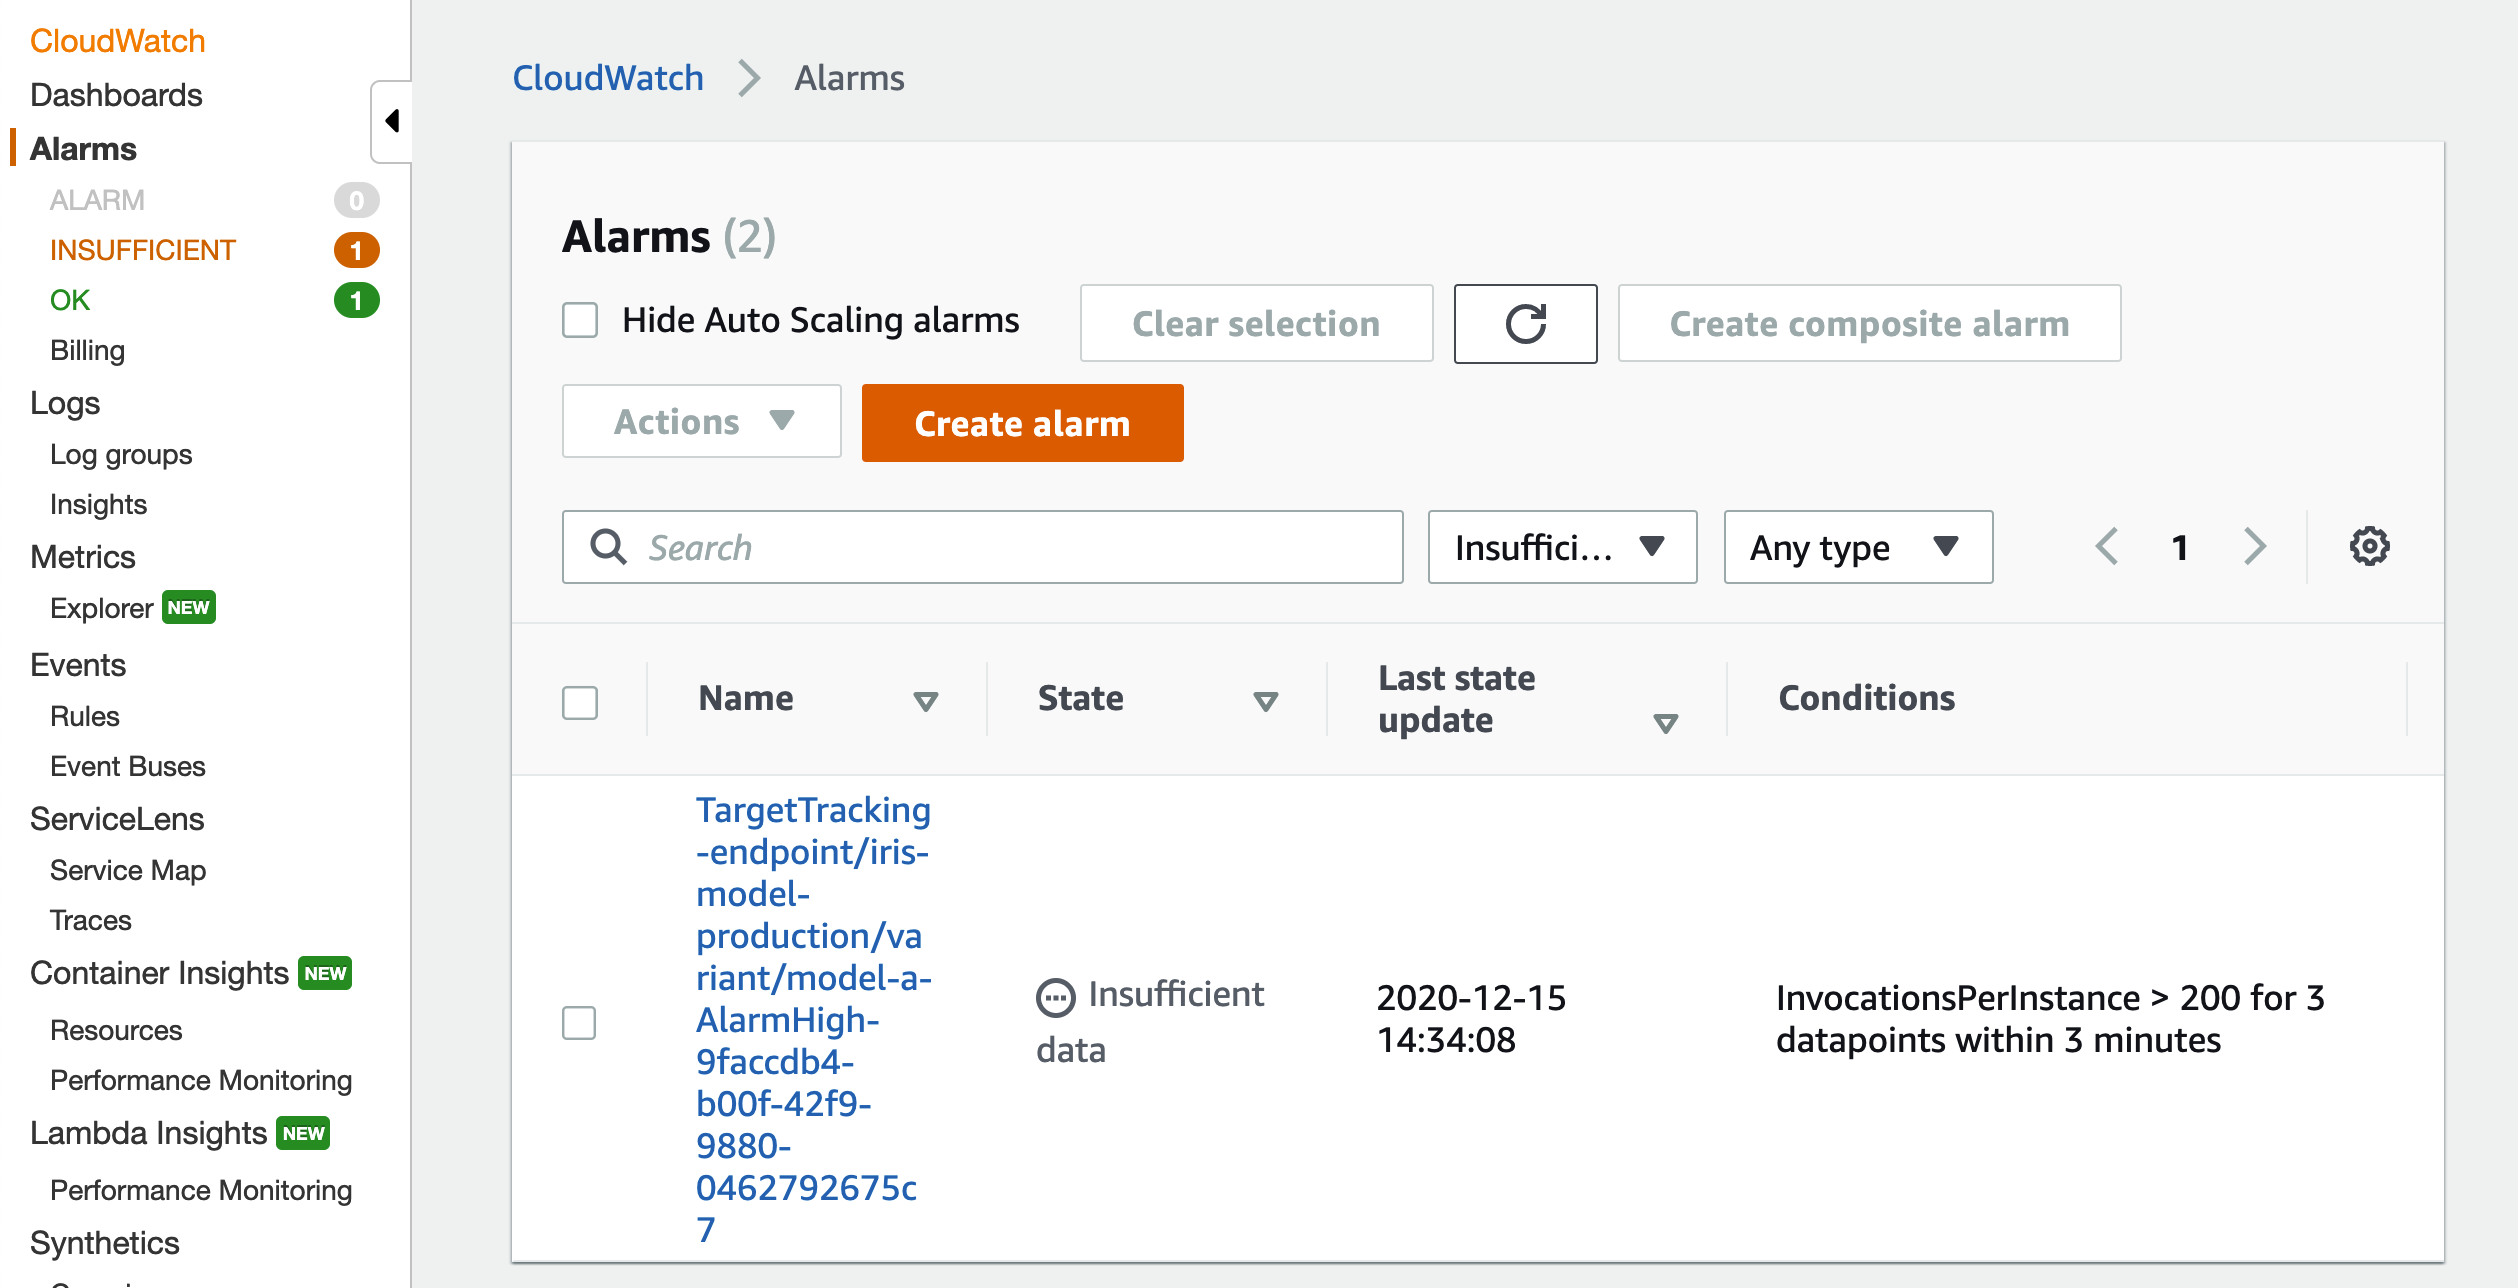 CloudWatch
Dashboards
Alarms
ALARM 0
INSUFFICIENT 1
OK 1
Billing
Logs
Log groups
Insights
Metrics
Explorer NEW
Events
Rules
Event Buses
ServiceLens
Service Map
Traces
Container Insights NEW
Resources
Performance Monitoring
Lambda Insights NEW
Performance Monitoring
Synthetics
CloudWatch Alarms
Alarms (2)
Hide Auto Scaling alarms
Clear selection
Create composite alarm
Actions
Create alarm
Search
Insuffici...
Any type
1
Name
State
Last state
update
Conditions
TargetTracking
-endpoint/iris-
model-
production/va
riant/model-a-
AlarmHigh-
9faccdb4-
b00f-42f9-
9880-
0462792675c
7
Insufficient
data
2020-12-15
14:34:08
InvocationsPerInstance > 200 for 3
datapoints within 3 minutes